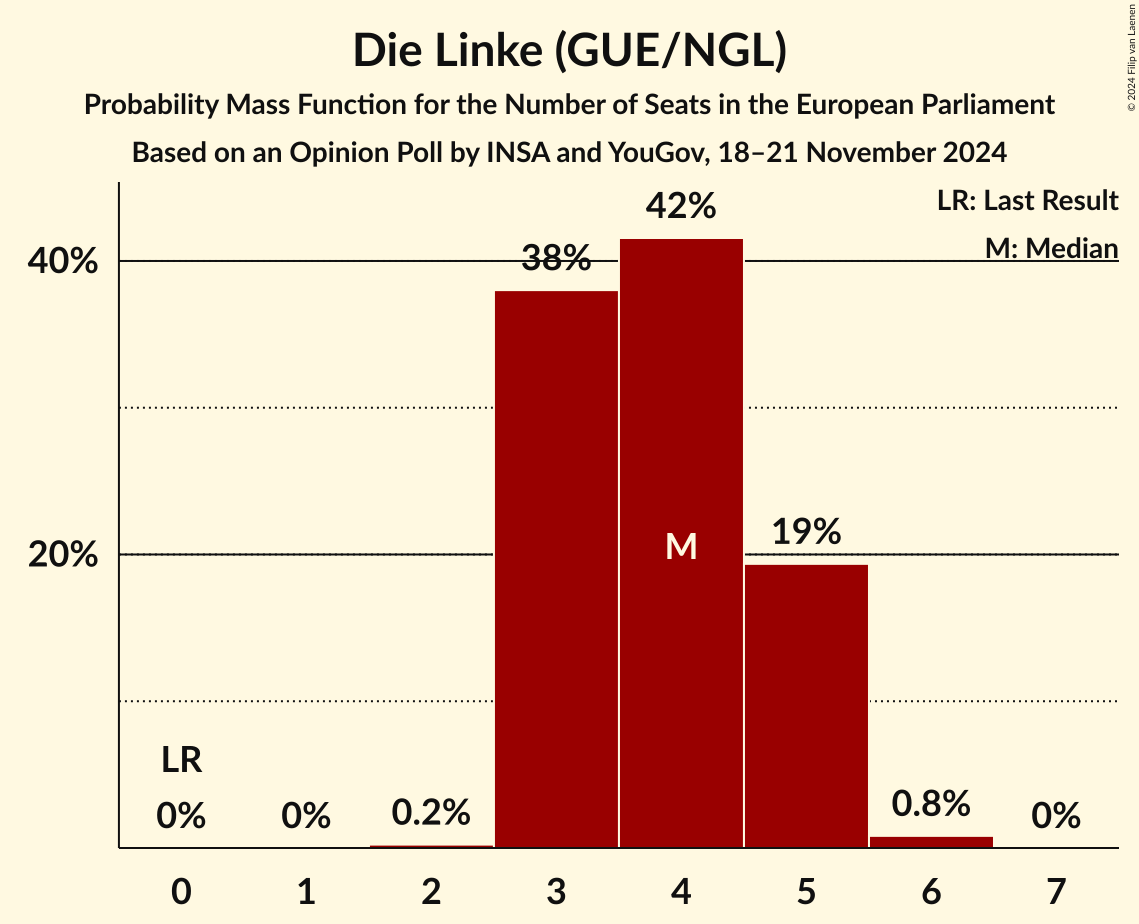 © 2024 Filip van Laenen
Die Linke (GUE/NGL)
Probability Mass Function for the Number of Seats in the European Parliament
Based on an Opinion Poll by INSA and YouGov, 18–21 November 2024
LR: Last Result
M: Median
42%
38%
40%
19%
20%
M
LR
0%
0%
0.2%
0.8%
0%
0 1 2 3 4 5 6 7